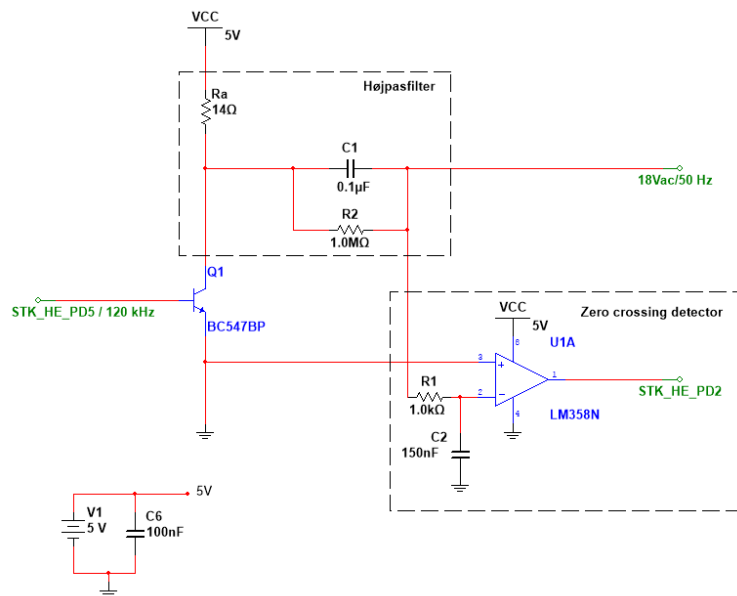 VCC
5V
Højpasfilter
Ra
14Ω
C1
0.1µF
18Vac/50 Hz
R2
1.0MΩ
Q1
STK_HE_PD5 / 120 kHz
BC547BP
VCC
5V
Zero crossing detector
8
U1A
3
1
R1
1.0kΩ
2
STK_HE_PD2
4
LM358N
C2
150nF
5V
V1
5 V
C6
100nF